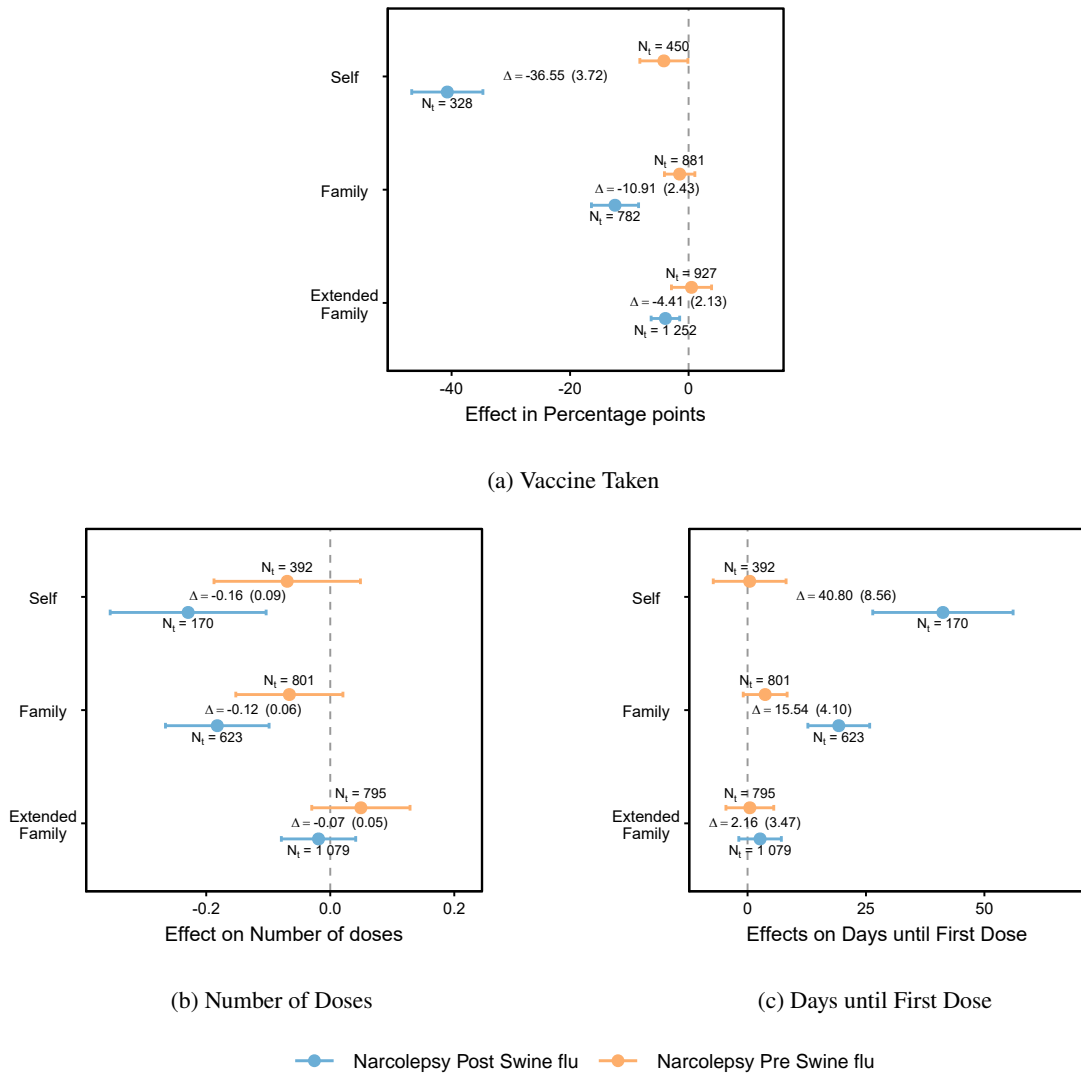 N_t = 450
Self
Δ = -36.55 (3.72)
N_t = 328
N_t = 881
Family
Δ = -10.91 (2.43)
N_t = 782
N_t = 927
Extended
Family
Δ = -4.41 (2.13)
N_t = 1 252
-40 -20 0
Effect in Percentage points
(a) Vaccine Taken
N_t = 392
Self
Δ = -0.16 (0.09)
N_t = 170
N_t = 801
Family
Δ = -0.12 (0.06)
N_t = 623
N_t = 795
Extended
Family
Δ = -0.07 (0.05)
N_t = 1 079
-0.2 0.0 0.2
Effect on Number of doses
(b) Number of Doses
N_t = 392
Self
Δ = 40.80 (8.56)
N_t = 170
N_t = 801
Family
Δ = 15.54 (4.10)
N_t = 623
N_t = 795
Extended
Family
Δ = 2.16 (3.47)
N_t = 1 079
0 25 50
Effects on Days until First Dose
(c) Days until First Dose
Narcolepsy Post Swine flu Narcolepsy Pre Swine flu